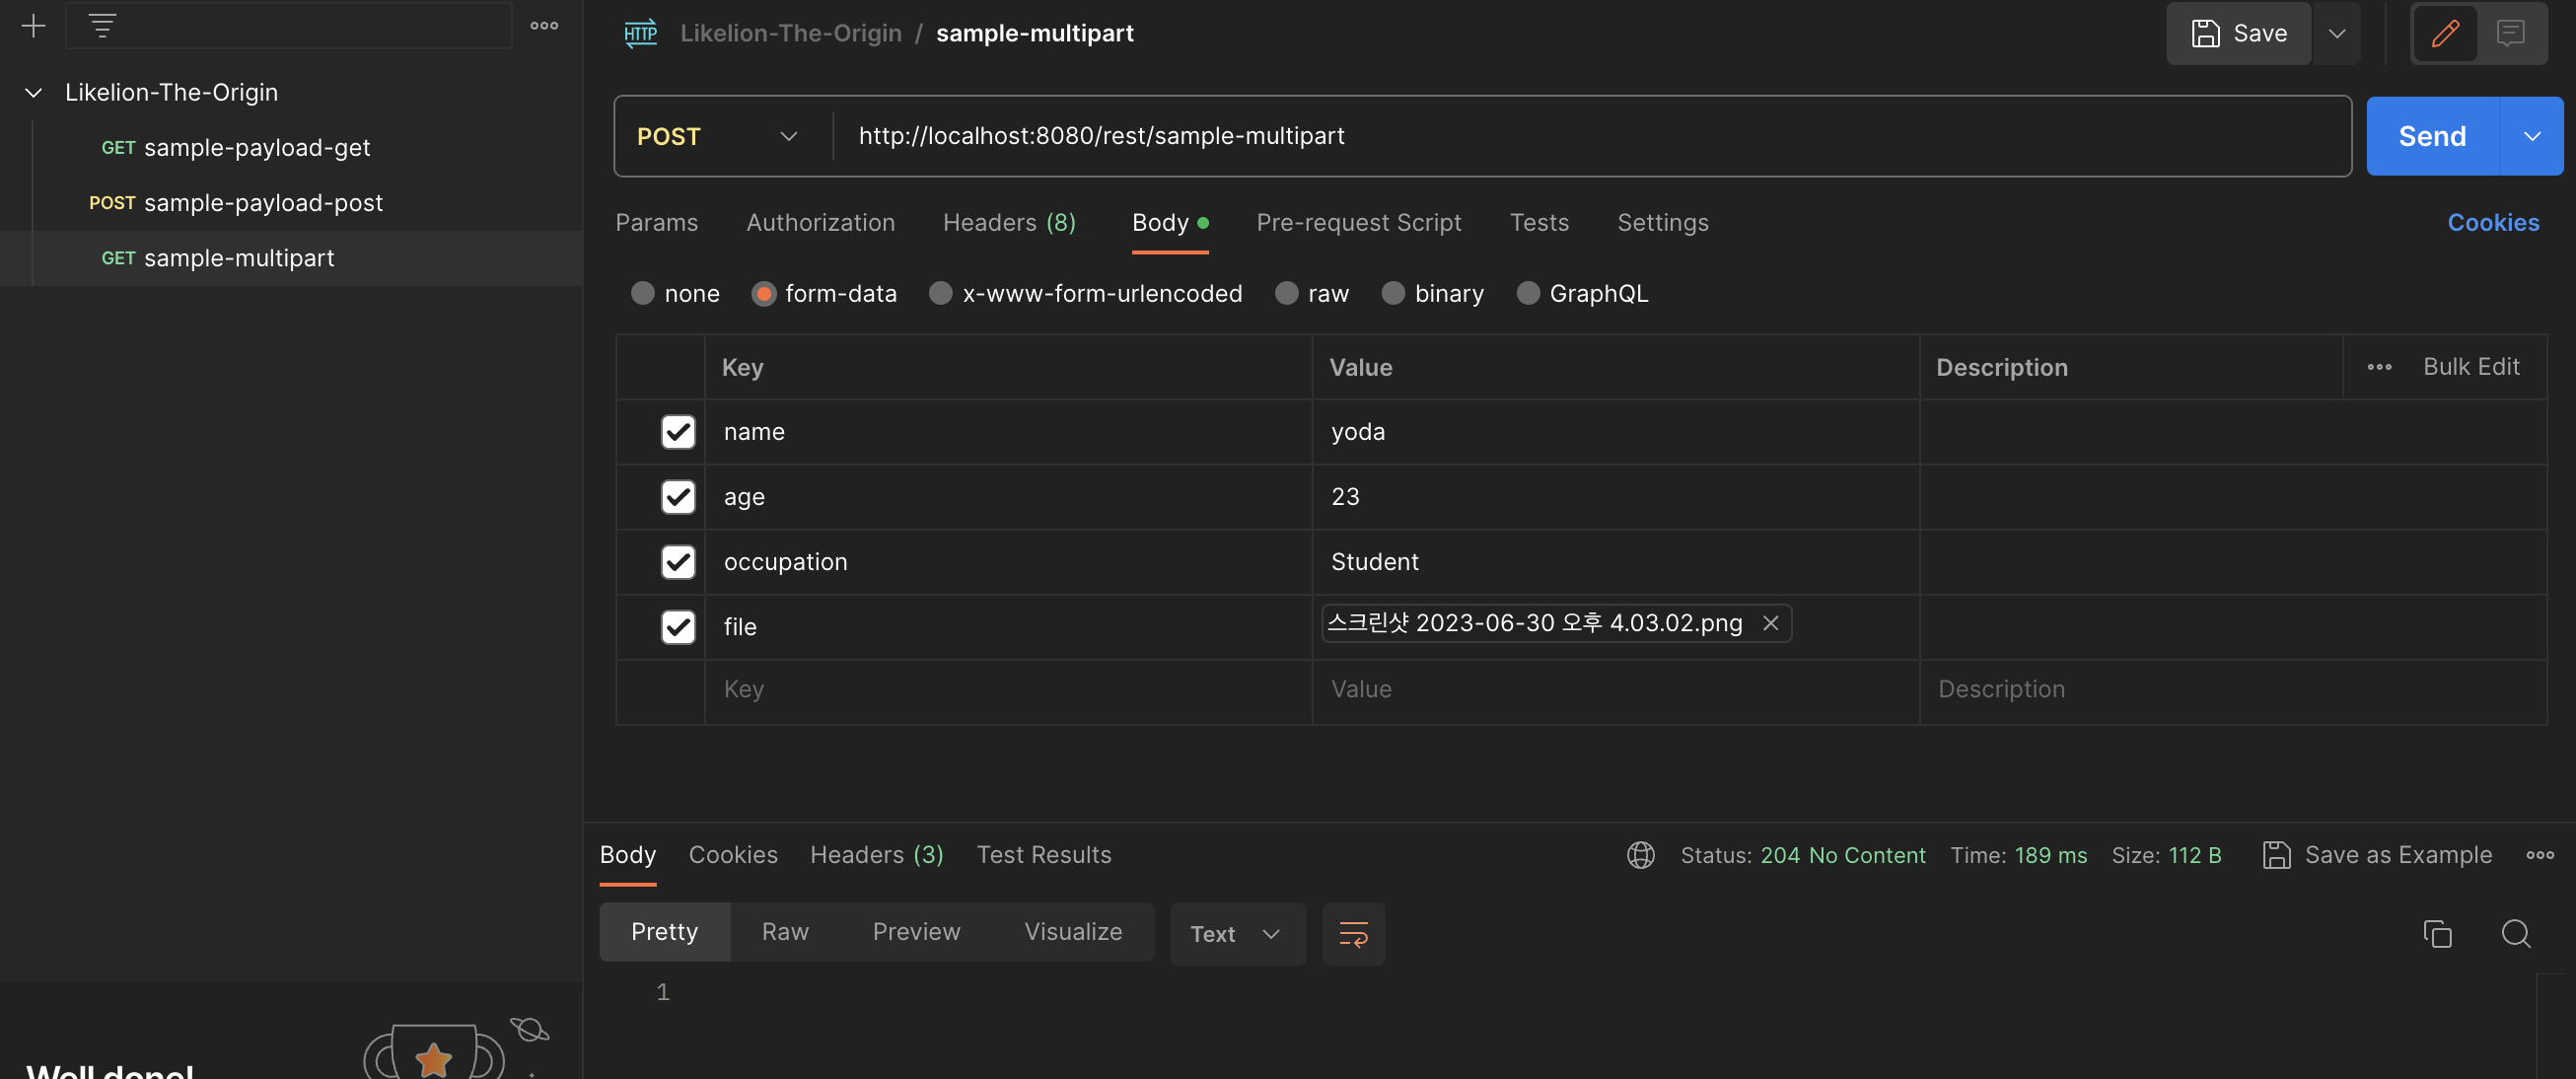 Likelion-The-Origin
GET sample-payload-get
POST sample-payload-post
GET sample-multipart
Well done!
HTTP Likelion-The-Origin / sample-multipart
Save
POST http://localhost:8080/rest/sample-multipart
Send
Params Authorization Headers (8) Body Pre-request Script Tests Settings Cookies
none form-data x-www-form-urlencoded raw binary GraphQL
Key Value Description Bulk Edit
name yoda
age 23
occupation Student
file 스크린샷 2023-06-30 오후 4.03.02.png
Key Value Description
Body Cookies Headers (3) Test Results Status: 204 No Content Time: 189 ms Size: 112 B Save as Example
Pretty Raw Preview Visualize Text
1